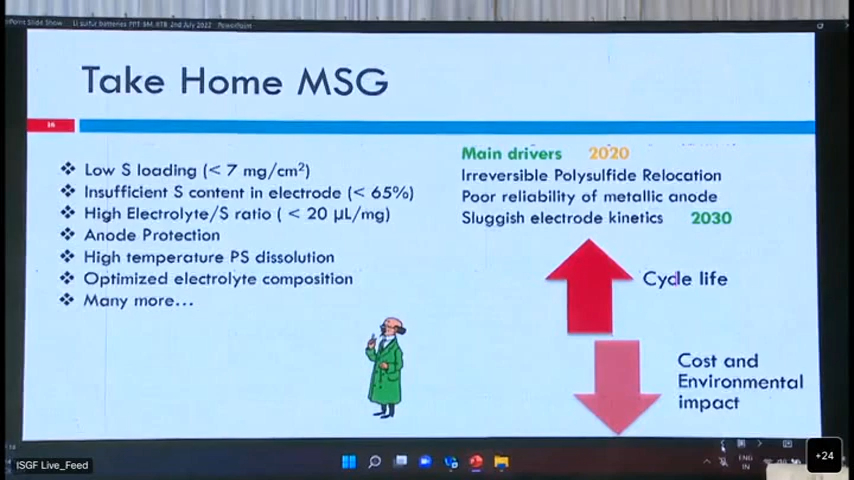 Li sulfur batteries PPT SM, IITB 2nd July 2022 PowerPoint
Take Home MSG
16
Low S loading (< 7 mg/cm²)
Insufficient S content in electrode (< 65%)
High Electrolyte/S ratio ( < 20 µL/mg)
Anode Protection
High temperature PS dissolution
Optimized electrolyte composition
Many more...
Main drivers 2020
Irreversible Polysulfide Relocation
Poor reliability of metallic anode
Sluggish electrode kinetics 2030
Cycle life
Cost and
Environmental
impact
ENG
IN
ISGF Live_Feed
+24